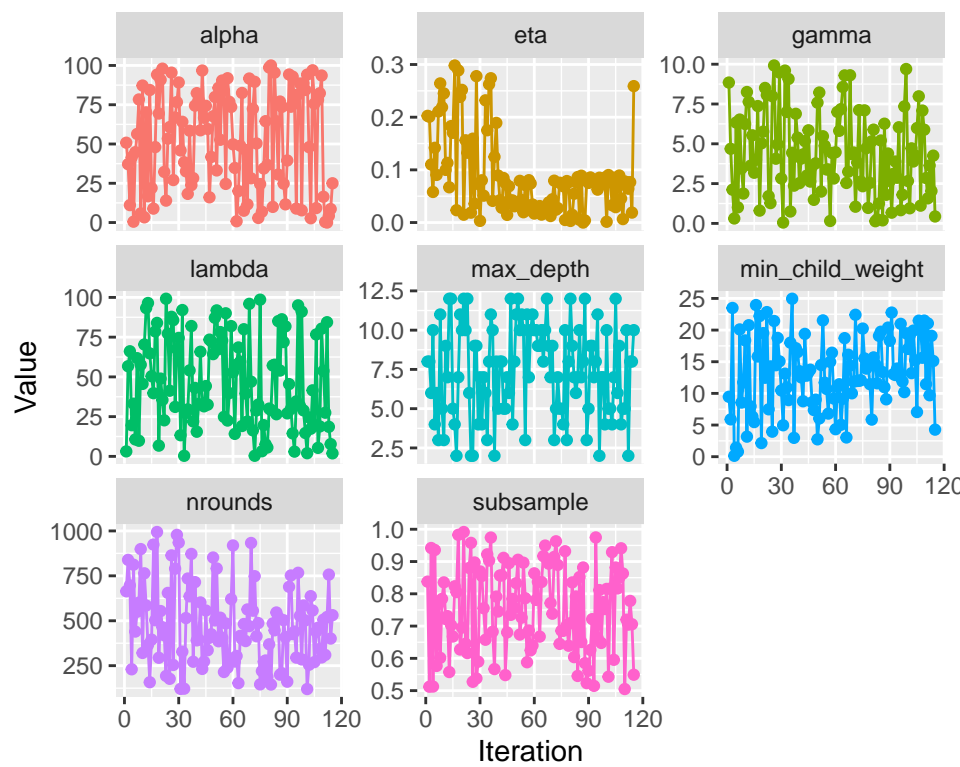 alpha eta gamma
100 75 50 25 0
0.3 0.2 0.1 0.0
10.0 7.5 5.0 2.5 0.0
lambda max_depth min_child_weight
100 75 50 25 0
12.5 10.0 7.5 5.0 2.5
25 20 15 10 5 0
0 30 60 90 120
nrounds subsample
1000 750 500 250
1.0 0.9 0.8 0.7 0.6 0.5
0 30 60 90 120
0 30 60 90 120
Value
Iteration